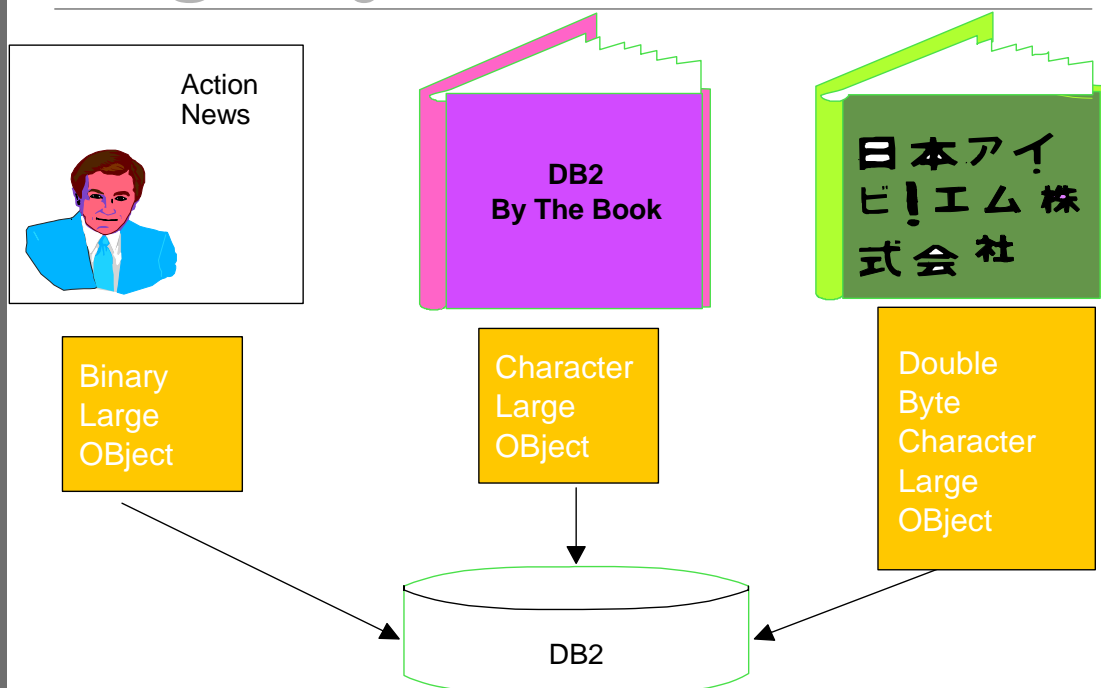 Action
News
DB2
By The Book
日本アイ
ビ!エム株
式会社
Binary
Large
OBject
Character
Large
OBject
Double
Byte
Character
Large
OBject
DB2